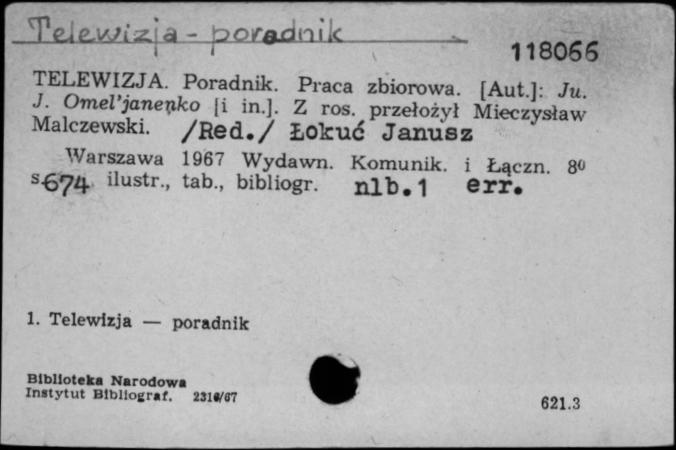 Telewizja - poradnik
118066
TELEWIZJA. Poradnik. Praca zbiorowa. [Aut.]: Ju.
J. Omel'janenko [i in.]. Z ros. przełożył Mieczysław
Malczewski. /Red./ Łokuć Janusz
Warszawa 1967 Wydawn. Komunik. i Łączn. 8⁰
s. 674 ilustr., tab., bibliogr. nlb.1 err.
1. Telewizja — poradnik
Biblioteka Narodowa
Instytut Bibliograf. 2316/67
621.3